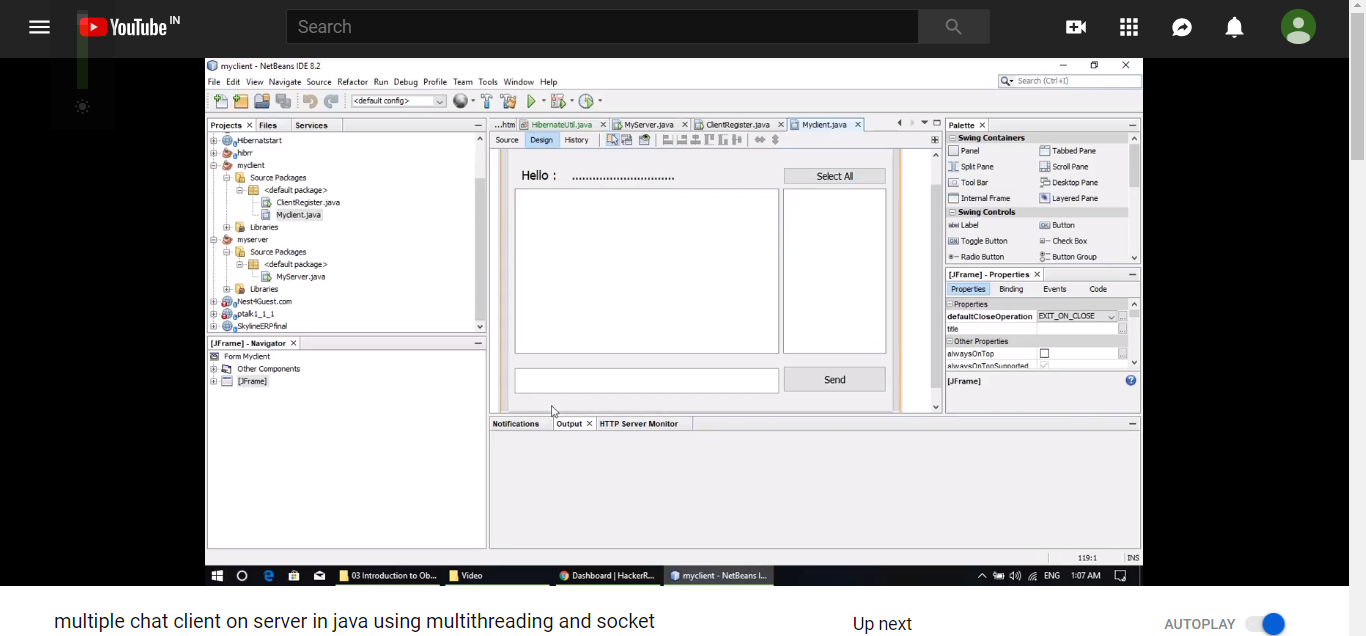 YouTube IN
Search
myclient - NetBeans IDE 8.2
File Edit View Navigate Source Refactor Run Debug Profile Team Tools Window Help
Search (Ctrl+I)
<default config>
Projects Files Services
Hibernatstart
hibrr
myclient
Source Packages
<default package>
ClientRegister.java
Myclient.java
Libraries
myserver
Source Packages
<default package>
MyServer.java
Libraries
Nest4Guest.com
ptalk1_1_1
SkylineERPfinal
[JFrame] - Navigator
Form Myclient
Other Components
[JFrame]
...html HibernateUtil.java MyServer.java ClientRegister.java Myclient.java
Source Design History
Hello : ..............................
Select All
Send
Notifications Output HTTP Server Monitor
Palette
Swing Containers
Panel Tabbed Pane
Split Pane Scroll Pane
Tool Bar Desktop Pane
Internal Frame Layered Pane
Swing Controls
label Label OK Button
ON Toggle Button Check Box
Radio Button Button Group
[JFrame] - Properties
Properties Binding Events Code
Properties
defaultCloseOperation EXIT_ON_CLOSE
title
Other Properties
alwaysOnTop
alwaysOnTopSupported
[JFrame]
119:1 INS
03 Introduction to Ob... Video Dashboard | HackerR... myclient - NetBeans I... ENG 1:07 AM
multiple chat client on server in java using multithreading and socket
Up next
AUTOPLAY